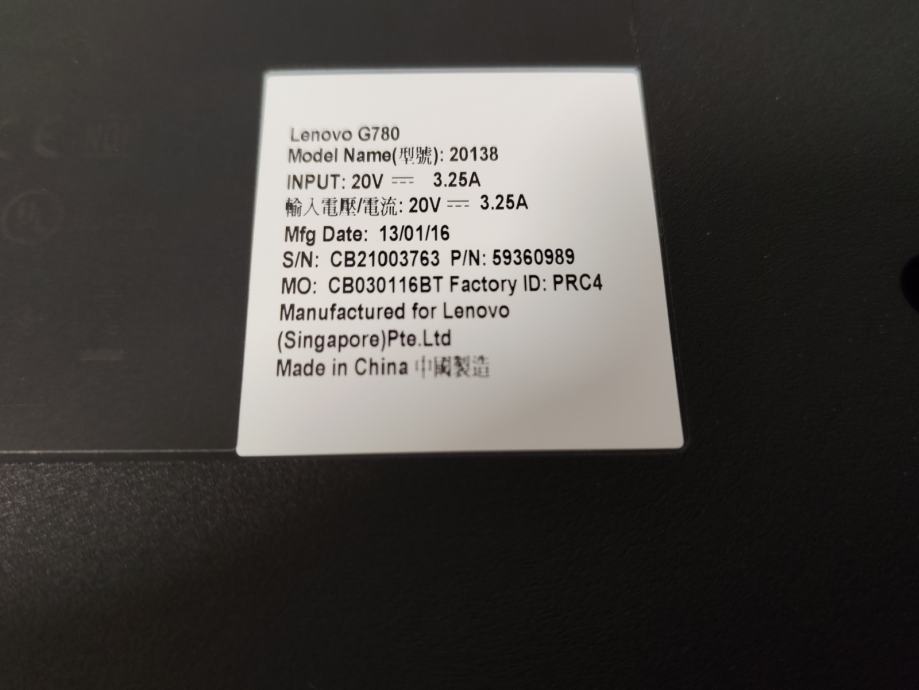 Lenovo G780
Model Name(型號): 20138
INPUT: 20V ⎓ 3.25A
輸入電壓/電流: 20V ⎓ 3.25A
Mfg Date: 13/01/16
S/N: CB21003763 P/N: 59360989
MO: CB030116BT Factory ID: PRC4
Manufactured for Lenovo
(Singapore)Pte.Ltd
Made in China 中國製造